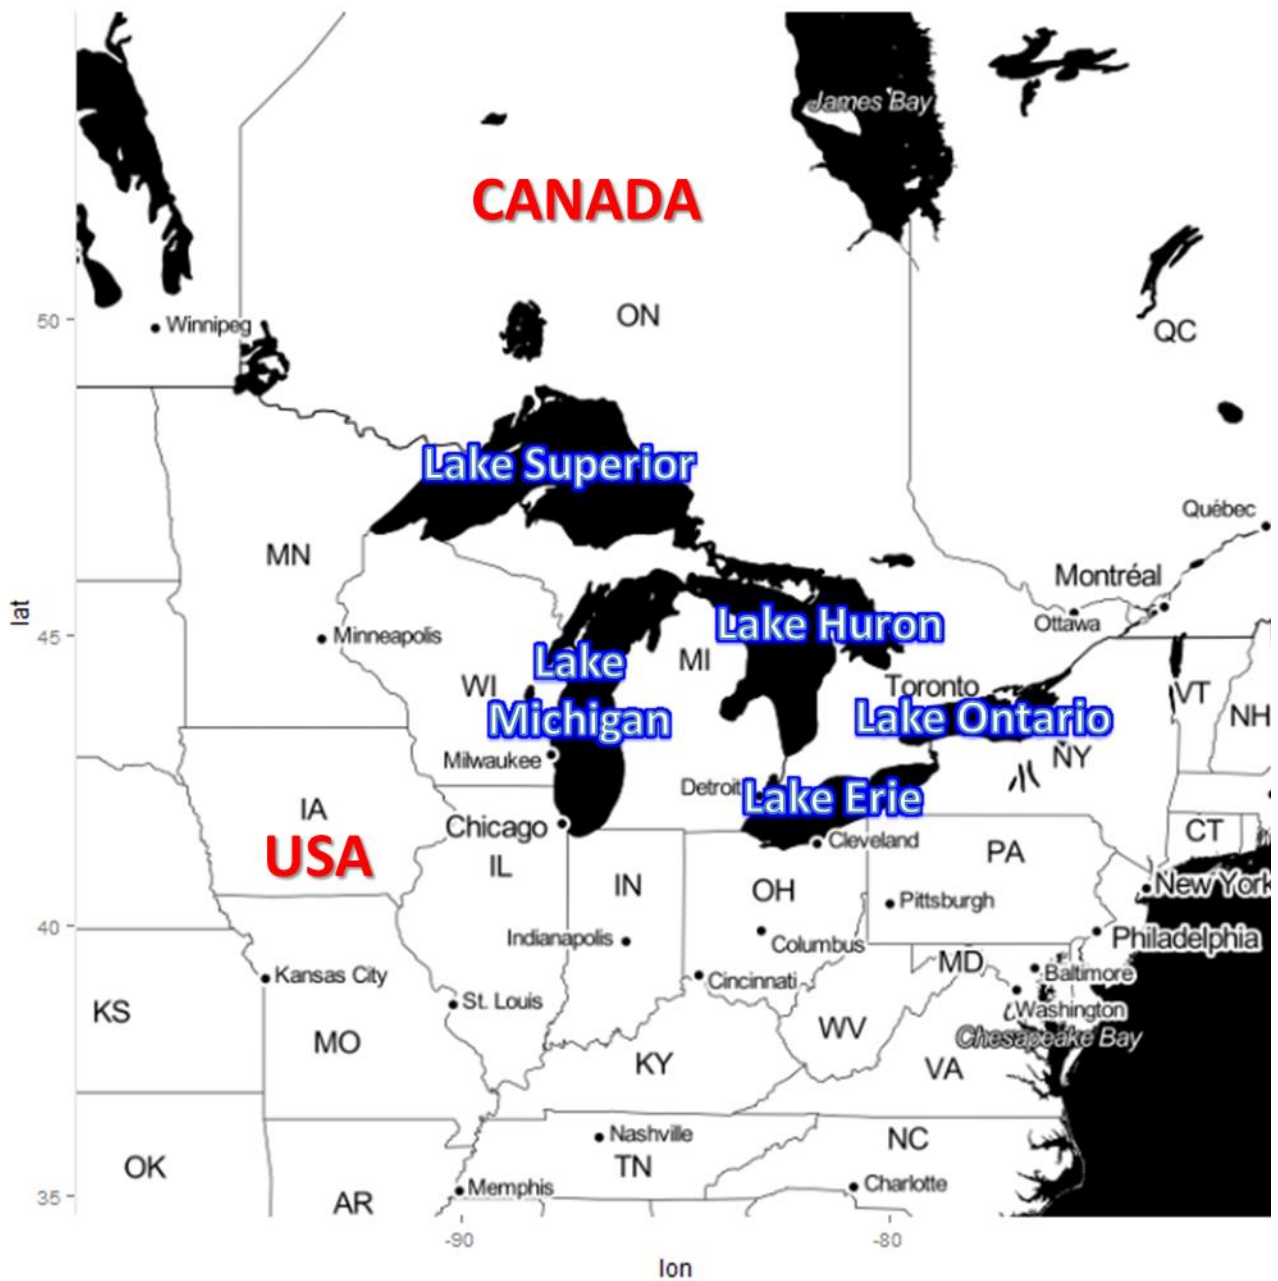 James Bay
CANADA
50
Winnipeg
ON
QC
Lake Superior
Québec
MN
Montréal
lat
45
Minneapolis
Ottawa
Lake Huron
MI
Lake
WI
Toronto
VT
Michigan
Lake Ontario
NH
Milwaukee
NY
Detroit
Lake Erie
IA
Chicago
Cleveland
CT
USA
IL
PA
IN
OH
New York
Pittsburgh
40
Indianapolis
Columbus
Philadelphia
MD
Kansas City
Cincinnati
Baltimore
KS
St. Louis
Washington
MO
WV
Chesapeake Bay
KY
VA
Nashville
NC
OK
TN
35
Memphis
Charlotte
AR
-90
-80
lon